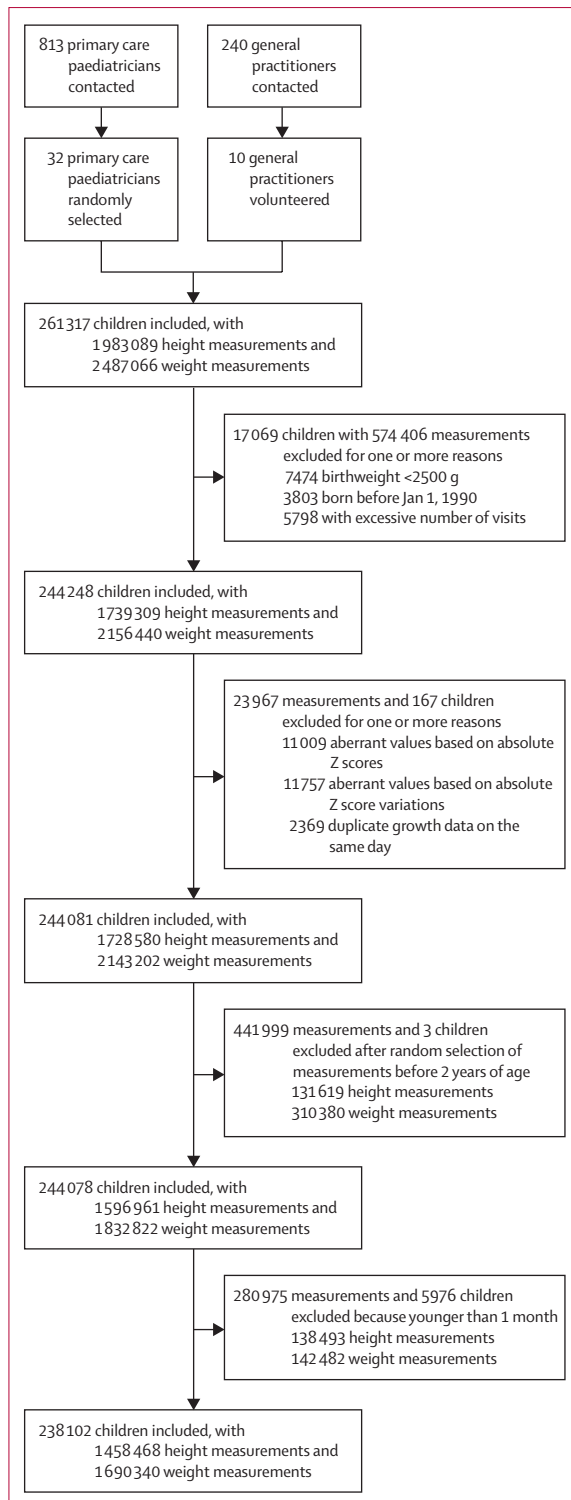 813 primary care
paediatricians
contacted
240 general
practitioners
contacted
32 primary care
paediatricians
randomly
selected
10 general
practitioners
volunteered
261 317 children included, with
1 983 089 height measurements and
2 487 066 weight measurements
17 069 children with 574 406 measurements
excluded for one or more reasons
7474 birthweight <2500 g
3803 born before Jan 1, 1990
5798 with excessive number of visits
244 248 children included, with
1 739 309 height measurements and
2 156 440 weight measurements
23 967 measurements and 167 children
excluded for one or more reasons
11 009 aberrant values based on absolute
Z scores
11 757 aberrant values based on absolute
Z score variations
2369 duplicate growth data on the
same day
244 081 children included, with
1 728 580 height measurements and
2 143 202 weight measurements
441 999 measurements and 3 children
excluded after random selection of
measurements before 2 years of age
131 619 height measurements
310 380 weight measurements
244 078 children included, with
1 596 961 height measurements and
1 832 822 weight measurements
280 975 measurements and 5976 children
excluded because younger than 1 month
138 493 height measurements
142 482 weight measurements
238 102 children included, with
1 458 468 height measurements and
1 690 340 weight measurements